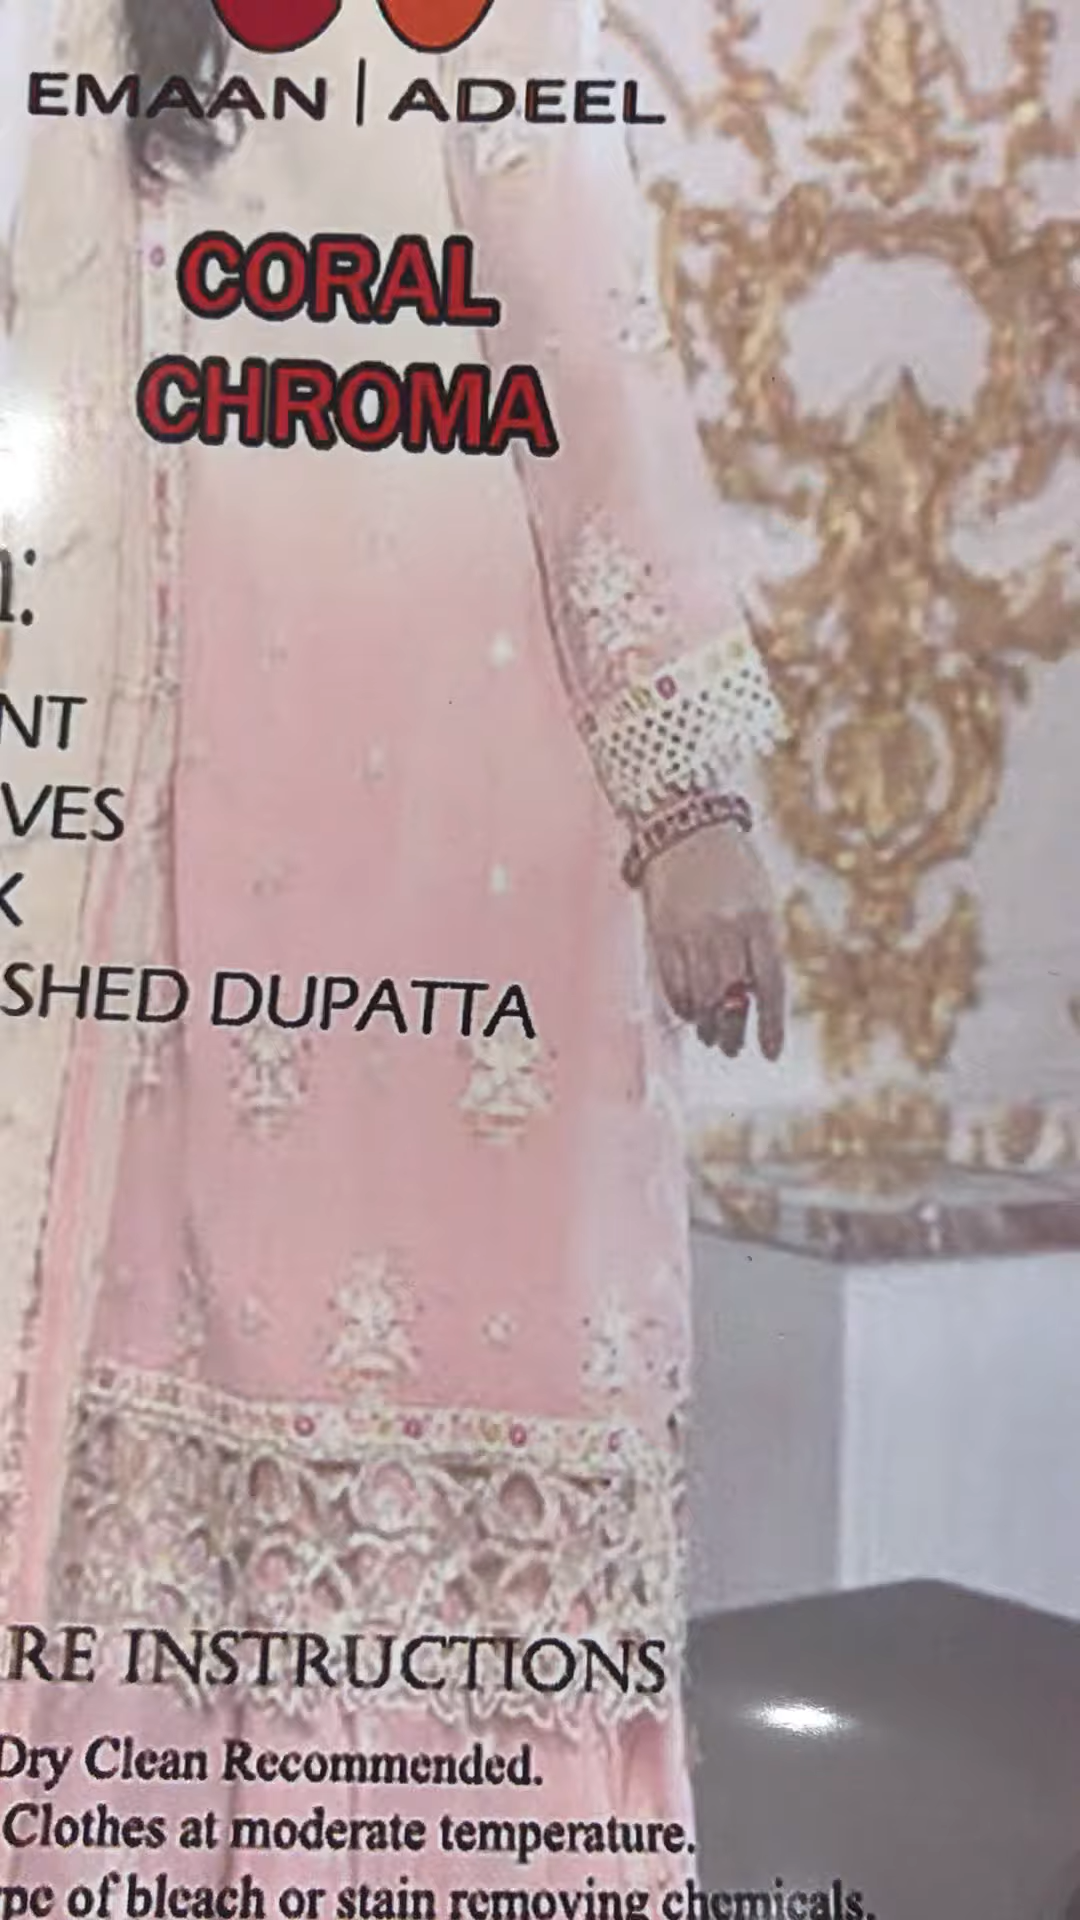 EMAAN | ADEEL
CORAL
CHROMA
:
NT
VES
K
SHED DUPATTA
RE INSTRUCTIONS
Dry Clean Recommended.
Clothes at moderate temperature.
pe of bleach or stain removing chemicals.